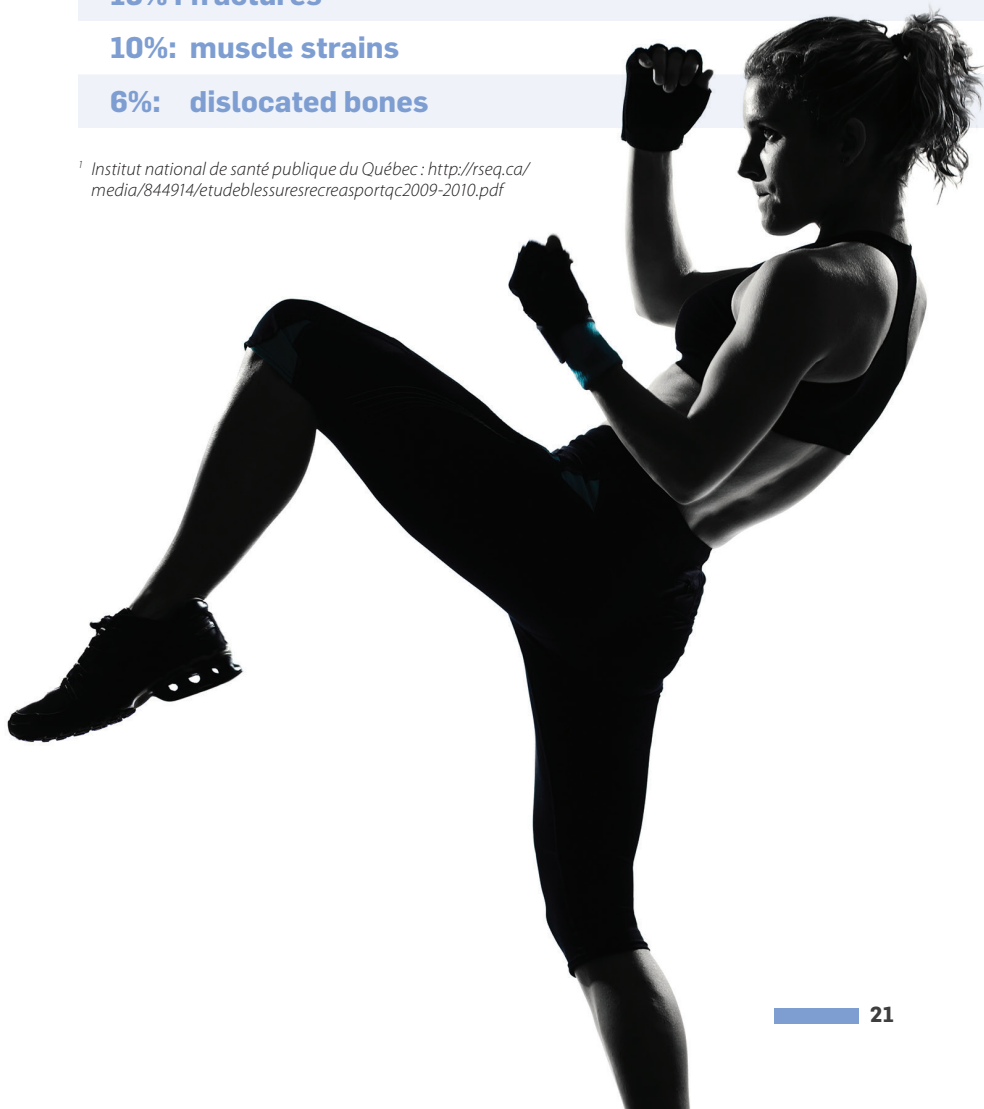 fractures
10%: muscle strains
6%: dislocated bones
1 Institut national de santé publique du Québec : http://rseq.ca/
media/844914/etudeblessuresrecreasportqc2009-2010.pdf
21